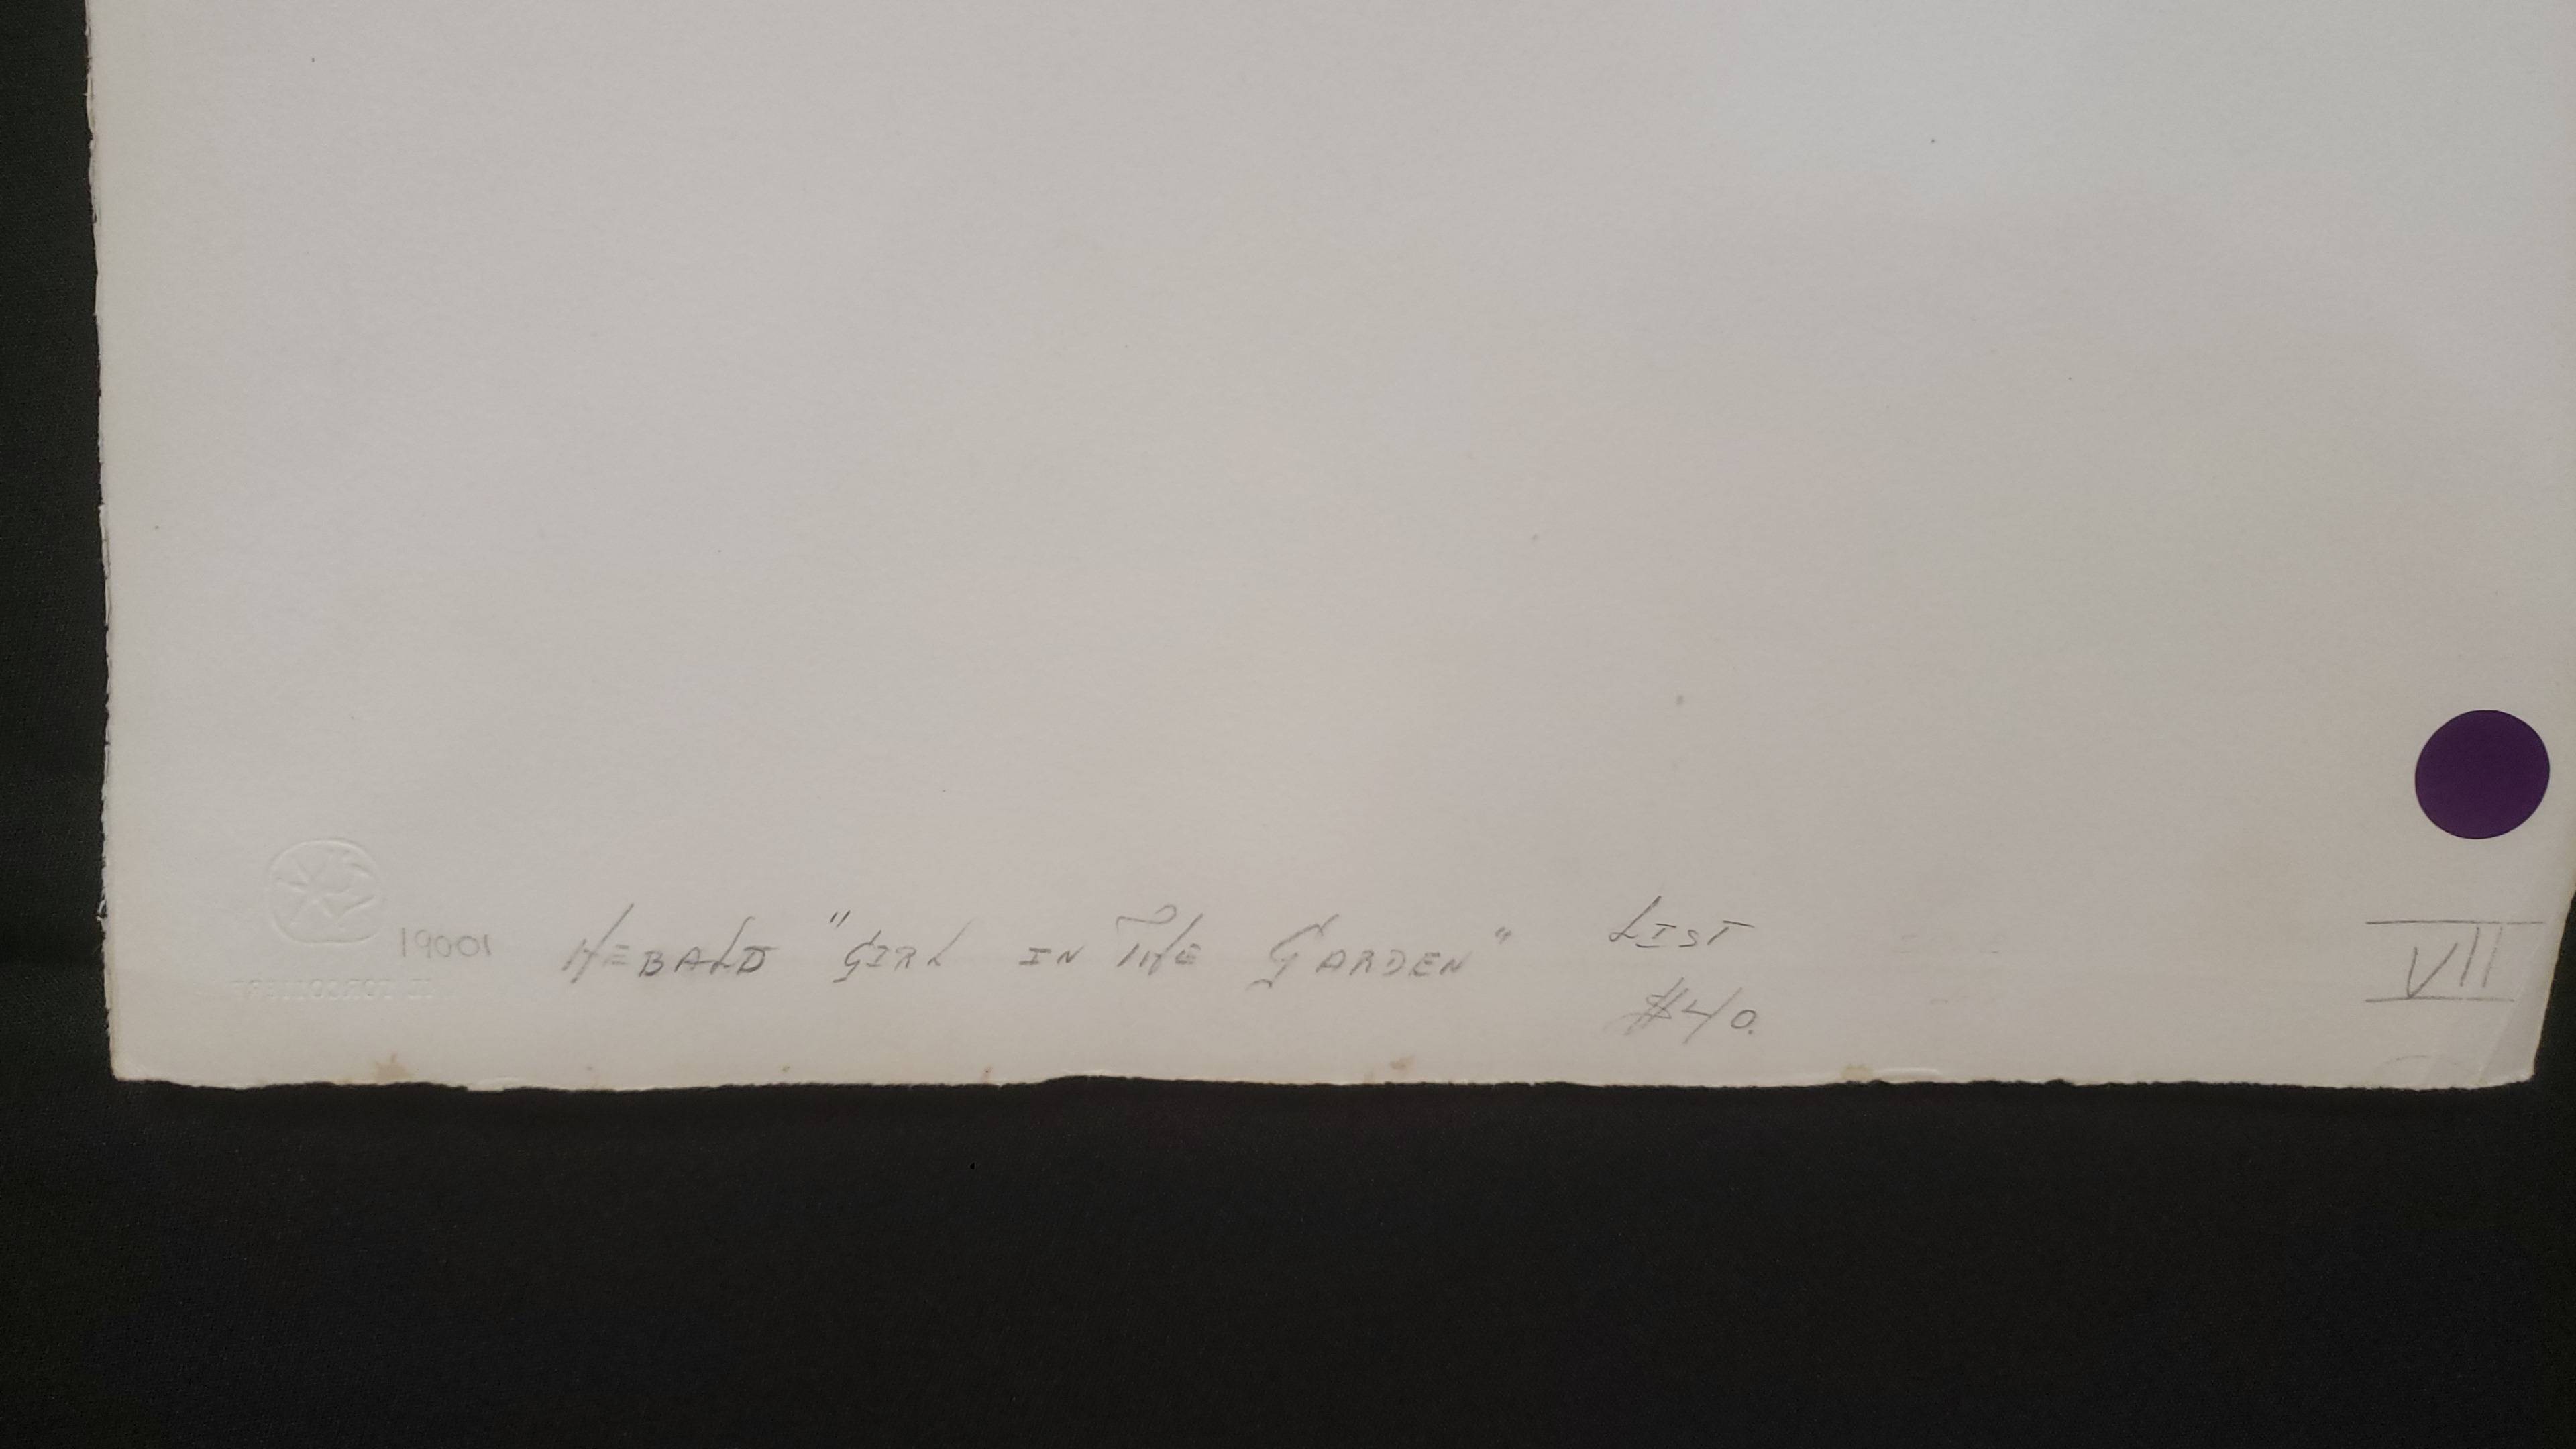 19001 HEBALD "GIRL IN THE GARDEN" LIST
$40.
VII